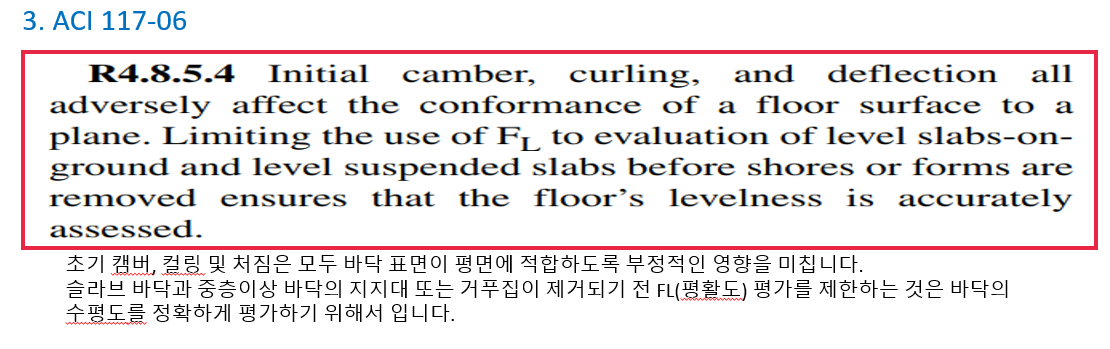 3. ACI 117-06
R4.8.5.4 Initial camber, curling, and deflection all
adversely affect the conformance of a floor surface to a
plane. Limiting the use of FL to evaluation of level slabs-on-
ground and level suspended slabs before shores or forms are
removed ensures that the floor's levelness is accurately
assessed.
초기 캠버, 컬링 및 처짐은 모두 바닥 표면이 평면에 적합하도록 부정적인 영향을 미칩니다.
슬라브 바닥과 중층이상 바닥의 지지대 또는 거푸집이 제거되기 전 FL(평활도) 평가를 제한하는 것은 바닥의
수평도를 정확하게 평가하기 위해서 입니다.